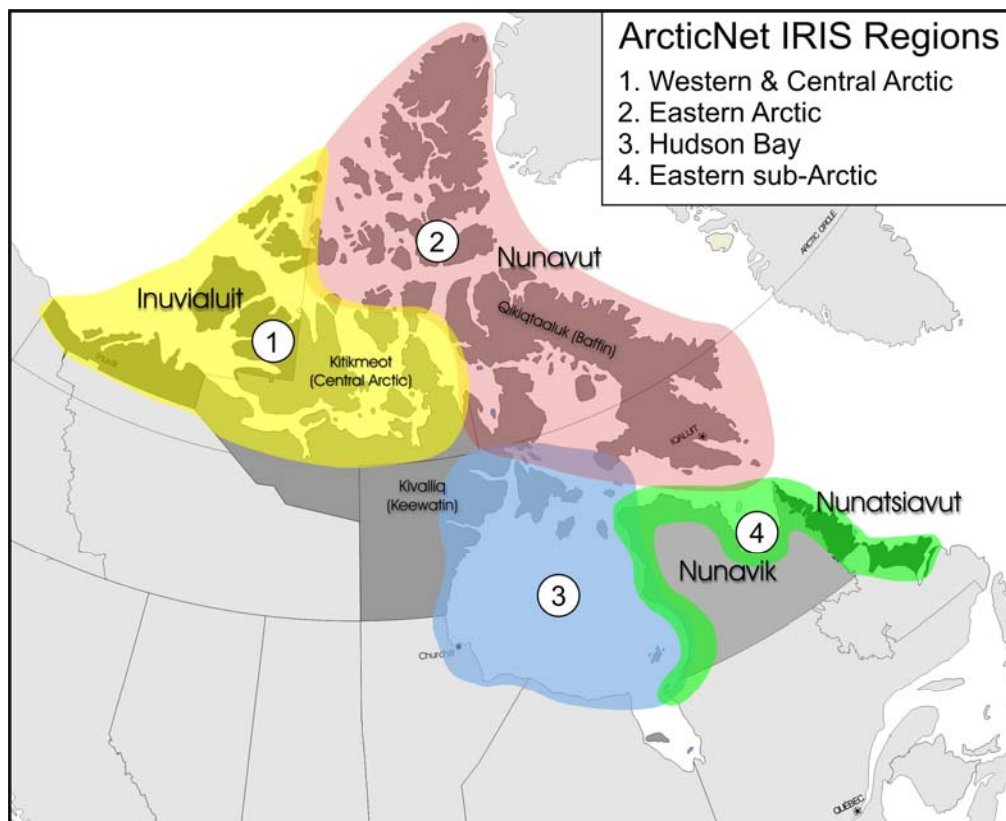 ArcticNet IRIS Regions
1. Western & Central Arctic
2. Eastern Arctic
3. Hudson Bay
4. Eastern sub-Arctic
ARCTIC CIRCLE
2
Nunavut
Inuvialuit
Qikiqtaaluk (Baffin)
1
Inuvik
Kitikmeot
(Central Arctic)
IQALUIT
Kivalliq
(Keewatin)
Nunatsiavut
4
Nunavik
3
Churchill
QUÉBEC